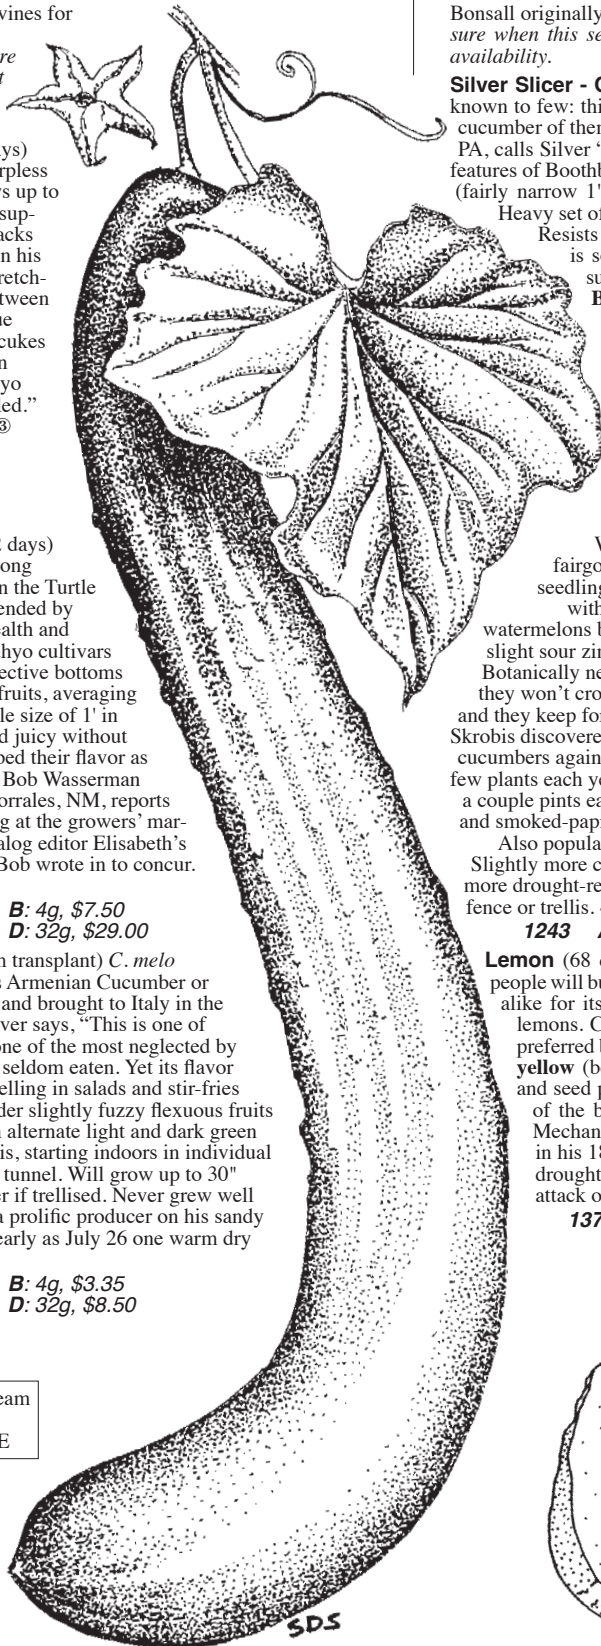 vines for
re
t
ys)
rpless
s up to
sup-
acks
n his
retch-
tween
ue
cukes
n
yo
led.”
③
2 days)
ong
n the Turtle
ended by
ealth and
ahyo cultivars
ective bottoms
fruits, averaging
le size of 1' in
d juicy without
bed their flavor as
Bob Wasserman
orrales, NM, reports
g at the growers’ mar-
alog editor Elisabeth’s
Bob wrote in to concur.
B: 4g, $7.50
D: 32g, $29.00
n transplant) C. melo
s Armenian Cucumber or
and brought to Italy in the
ver says, “This is one of
one of the most neglected by
seldom eaten. Yet its flavor
elling in salads and stir-fries
der slightly fuzzy flexuous fruits
n alternate light and dark green
is, starting indoors in individual
tunnel. Will grow up to 30"
er if trellised. Never grew well
a prolific producer on his sandy
early as July 26 one warm dry
B: 4g, $3.35
D: 32g, $8.50
eam
E
Bonsall originally
sure when this se
availability.
Silver Slicer - O
known to few: thi
cucumber of them
PA, calls Silver ‘
features of Boothb
(fairly narrow 1'
Heavy set of
Resists
is se
su
B
W
fairgo
seedling
with
watermelons b
slight sour zin
Botanically ne
they won’t cro
and they keep for
Skrobis discovere
cucumbers again
few plants each ye
a couple pints ea
and smoked-papr
Also popula
Slightly more c
more drought-re
fence or trellis.
1243 A
Lemon (68 d
people will bu
alike for its
lemons. C
preferred b
yellow (be
and seed p
of the b
Mechan
in his 18
drought
attack o
137
SDS